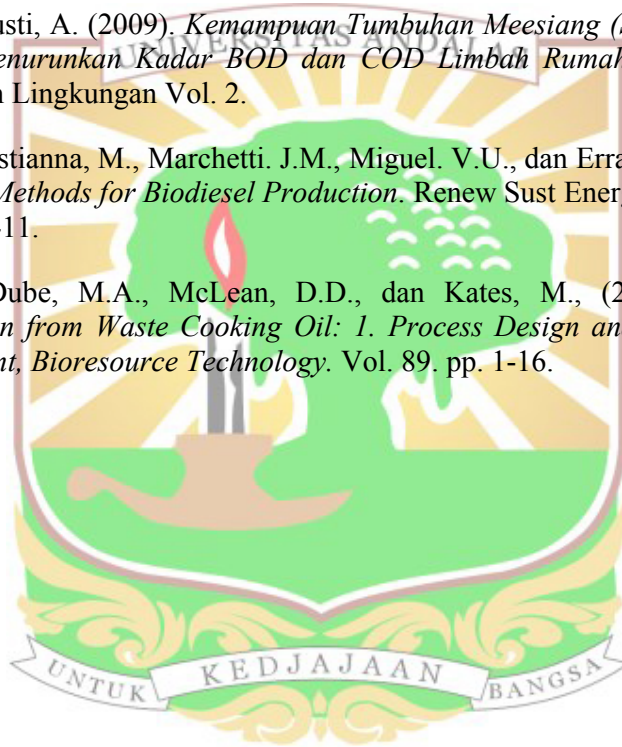 usti, A. (2009). Kemampuan Tumbuhan Meesiang (
UNIVERSITAS ANDALAS
enurunkan Kadar BOD dan COD Limbah Rumah
n Lingkungan Vol. 2.
stianna, M., Marchetti. J.M., Miguel. V.U., dan Erra
Methods for Biodiesel Production. Renew Sust Energ
-11.
Dube, M.A., McLean, D.D., dan Kates, M., (2
n from Waste Cooking Oil: 1. Process Design an
nt, Bioresource Technology. Vol. 89. pp. 1-16.
UNTUK KEDJAJAAN BANGSA